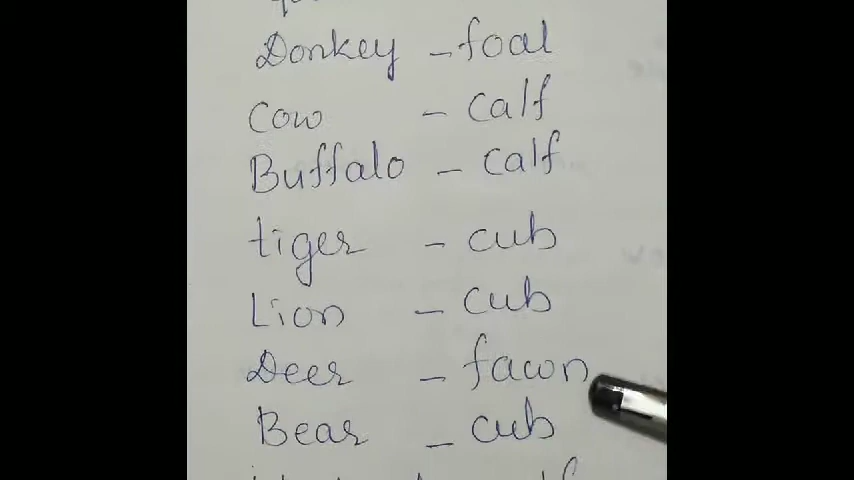 Donkey - foal
Cow - calf
Buffalo - calf
tiger - cub
Lion - cub
Deer - fawn
Bear - cub